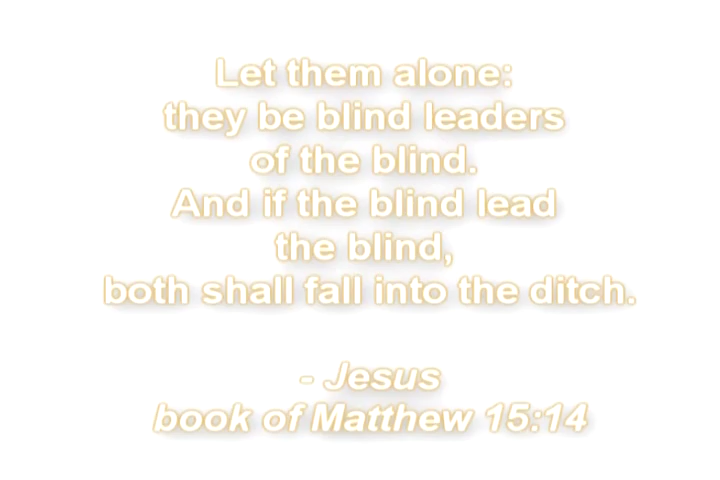 Let them alone:
they be blind leaders
of the blind.
And if the blind lead
the blind,
both shall fall into the ditch.
- Jesus
book of Matthew 15:14